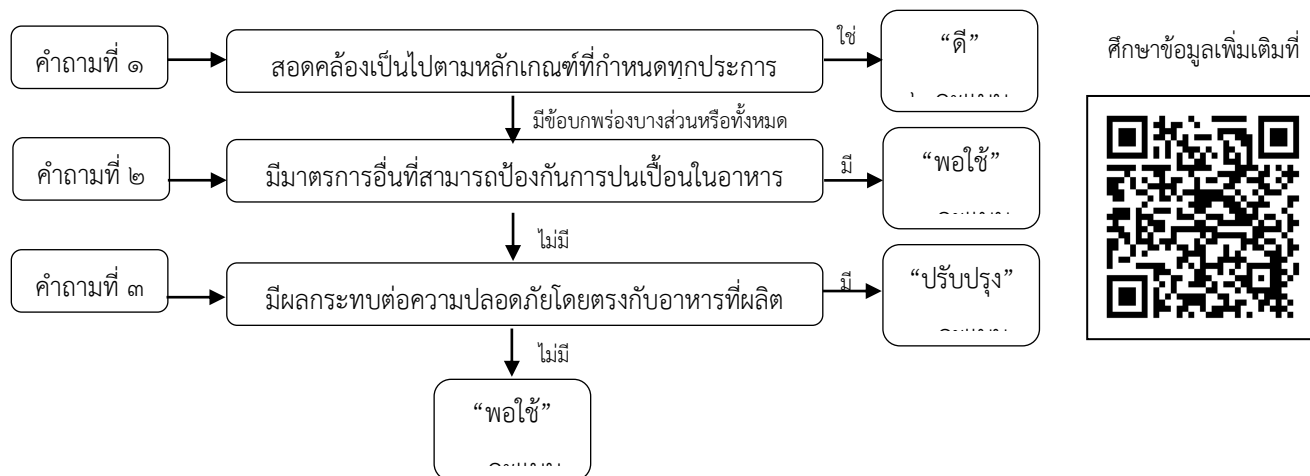 คำถามที่ ๑
สอดคล้องเป็นไปตามหลักเกณฑ์ที่กำหนดทุกประการ
ใช่
“ดี”
ศึกษาข้อมูลเพิ่มเติมที่
มีข้อบกพร่องบางส่วนหรือทั้งหมด
คำถามที่ ๒
มีมาตรการอื่นที่สามารถป้องกันการปนเปื้อนในอาหาร
มี
“พอใช้”
ไม่มี
คำถามที่ ๓
มีผลกระทบต่อความปลอดภัยโดยตรงกับอาหารที่ผลิต
มี
“ปรับปรุง”
ไม่มี
“พอใช้”